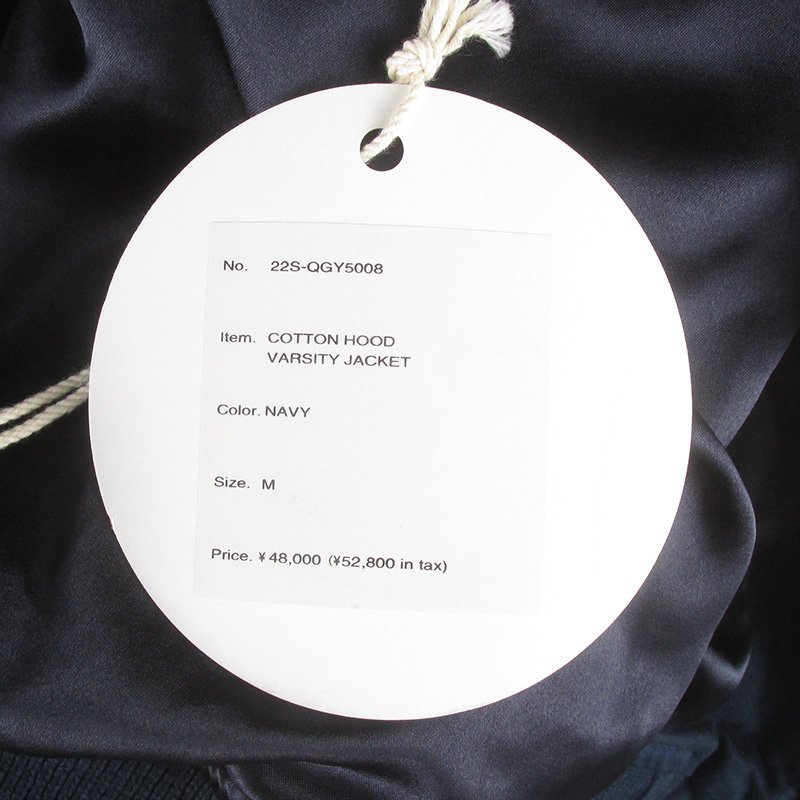 No. 22S-QGY5008
Item. COTTON HOOD
VARSITY JACKET
Color. NAVY
Size. M
Price. ¥ 48,000 (¥52,800 in tax)